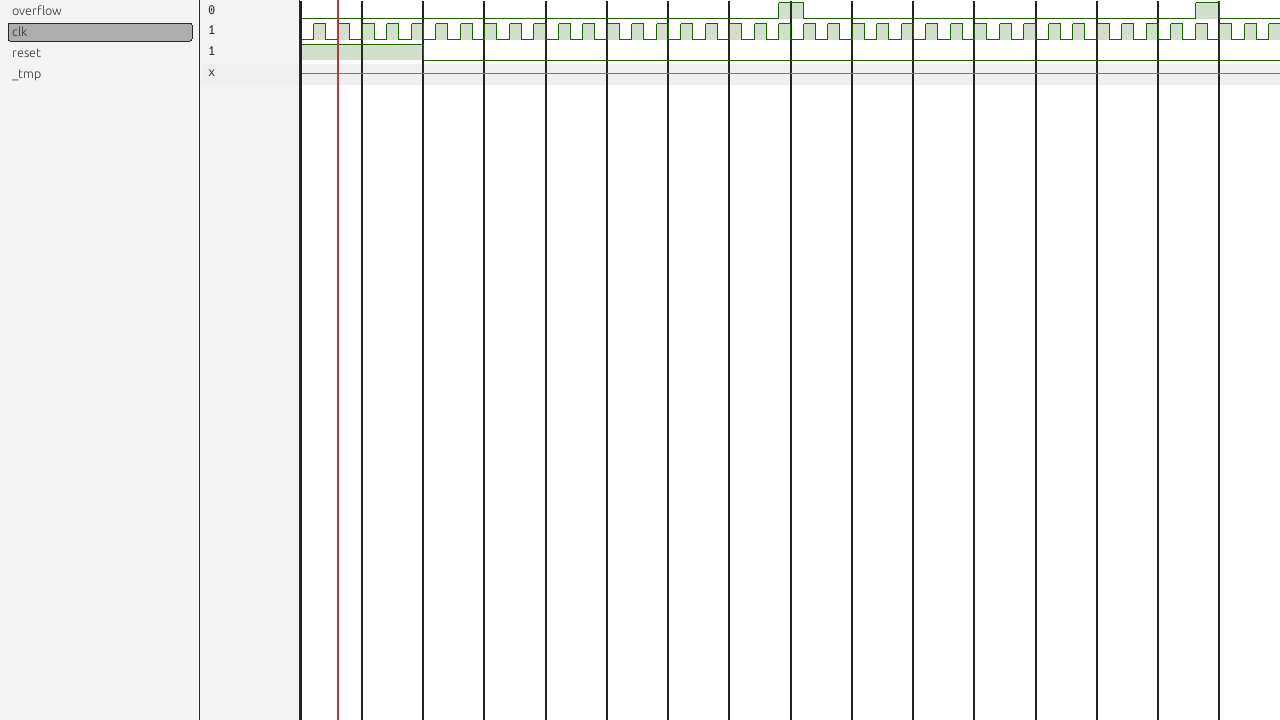 overflow 0
clk 1
reset 1
_tmp x